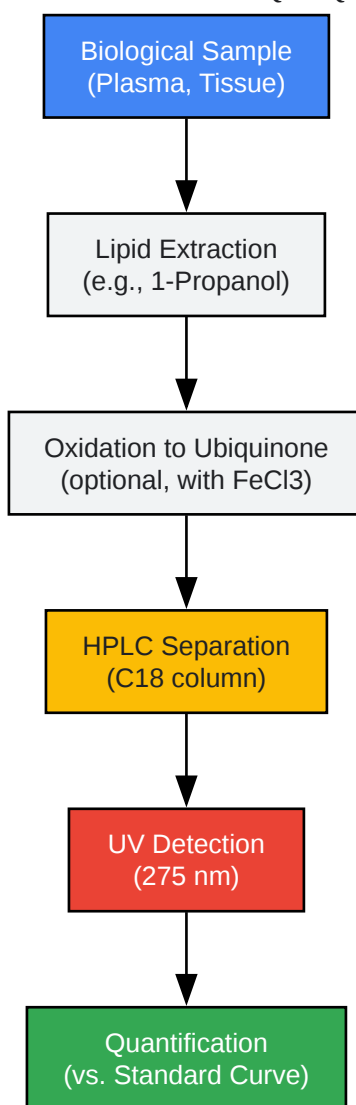 Biological Sample
(Plasma, Tissue)
Lipid Extraction
(e.g., 1-Propanol)
Oxidation to Ubiquinone
(optional, with FeCl3)
HPLC Separation
(C18 column)
UV Detection
(275 nm)
Quantification
(vs. Standard Curve)